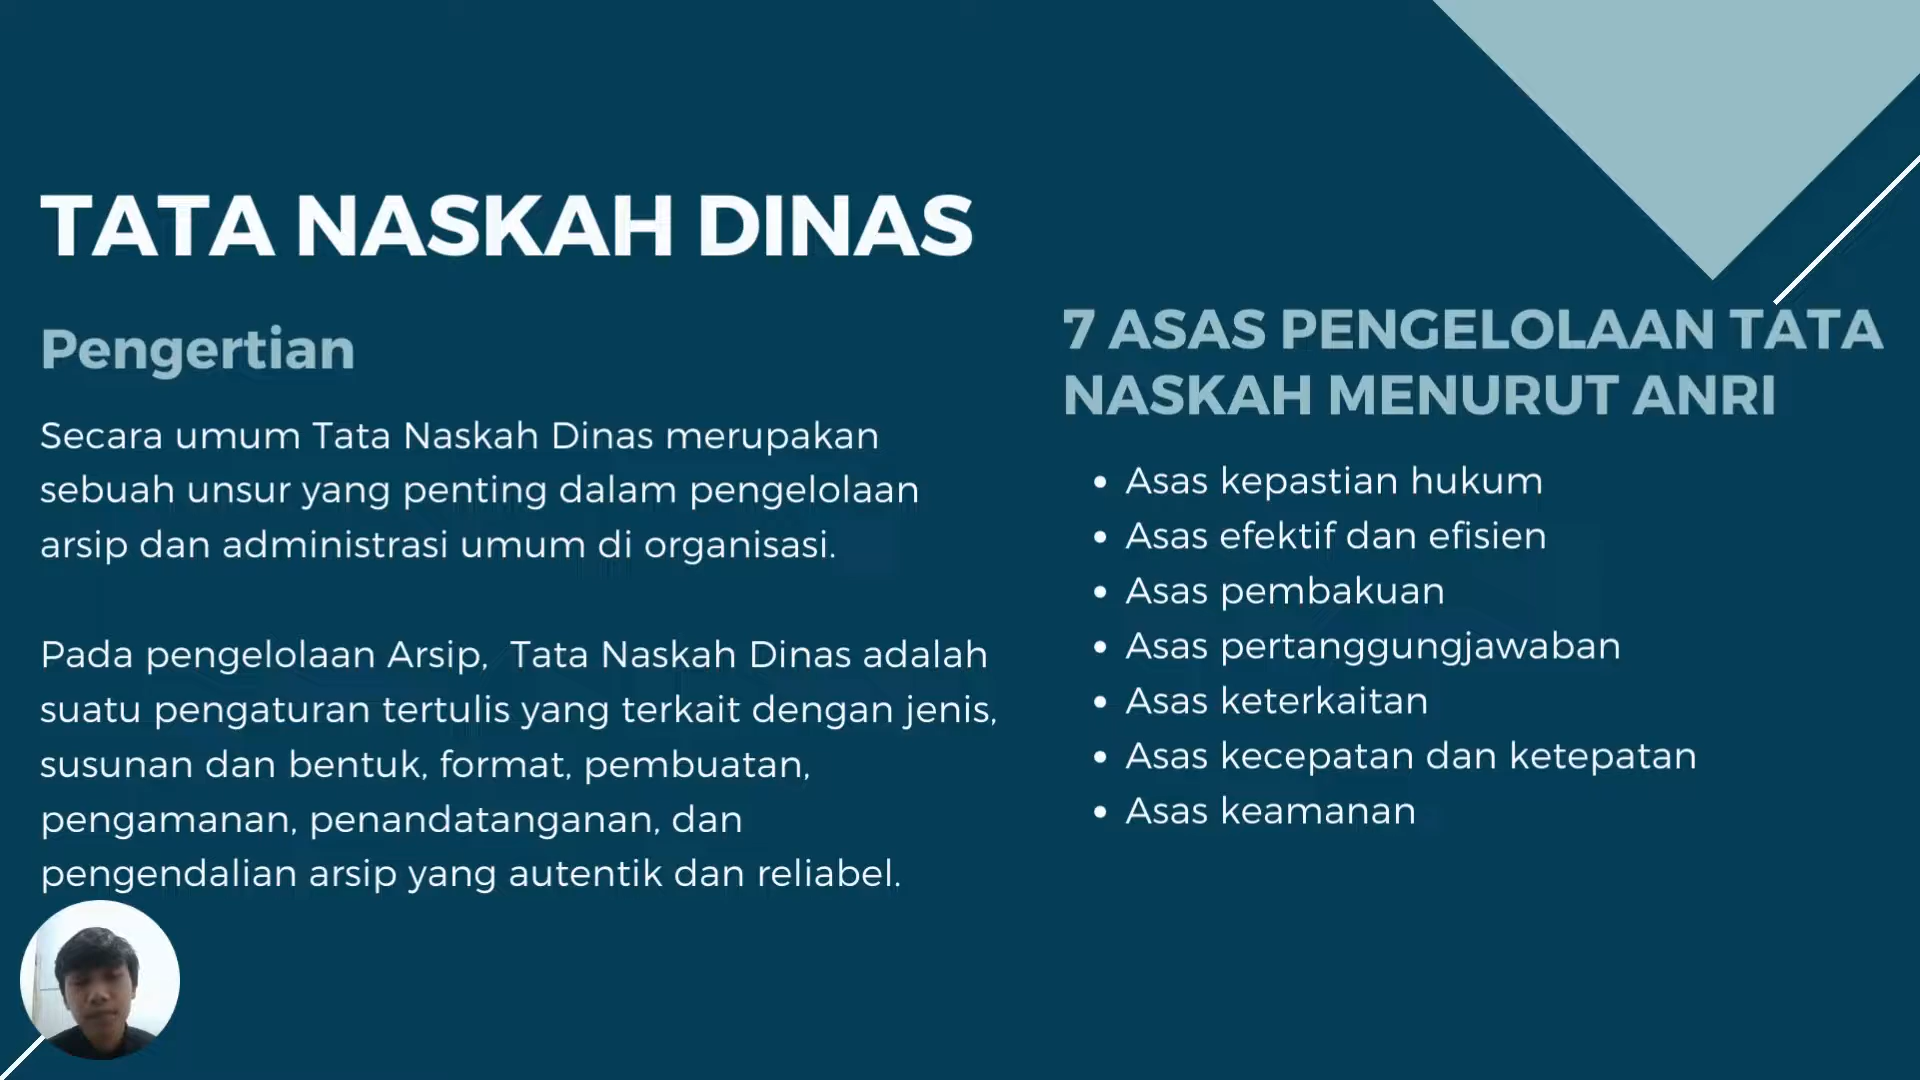 TATA NASKAH DINAS
Pengertian
Secara umum Tata Naskah Dinas merupakan
sebuah unsur yang penting dalam pengelolaan
arsip dan administrasi umum di organisasi.
Pada pengelolaan Arsip, Tata Naskah Dinas adalah
suatu pengaturan tertulis yang terkait dengan jenis,
susunan dan bentuk, format, pembuatan,
pengamanan, penandatanganan, dan
pengendalian arsip yang autentik dan reliabel.
7 ASAS PENGELOLAAN TATA
NASKAH MENURUT ANRI
• Asas kepastian hukum
• Asas efektif dan efisien
• Asas pembakuan
• Asas pertanggungjawaban
• Asas keterkaitan
• Asas kecepatan dan ketepatan
• Asas keamanan